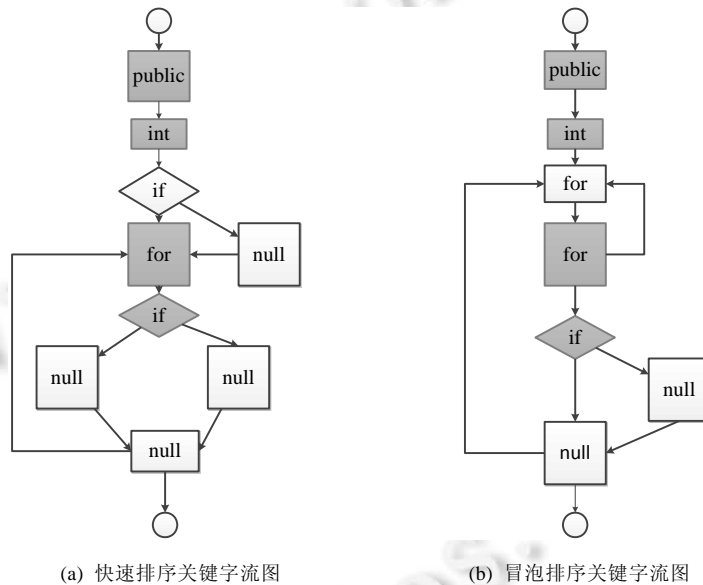 public
int
if
for
null
if
null
null
null
(a) 快速排序关键字流图
public
int
for
for
if
null
null
(b) 冒泡排序关键字流图